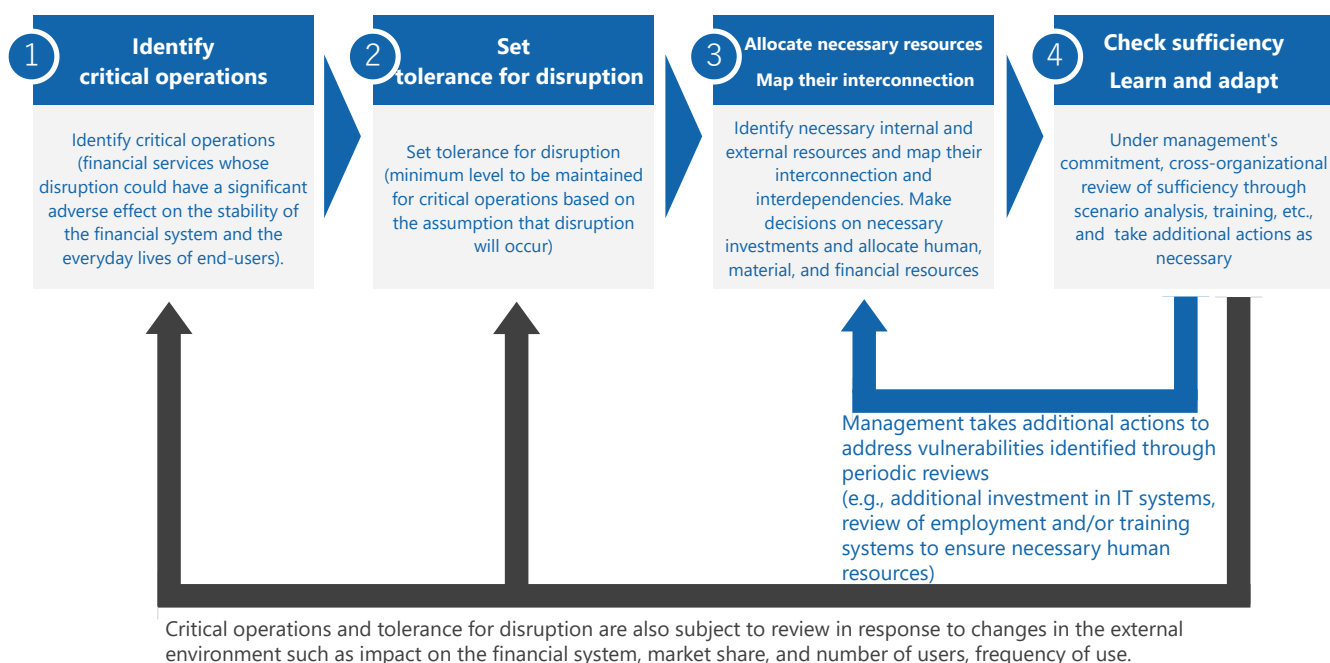 1
Identify
critical operations
Identify critical operations
(financial services whose
disruption could have a significant
adverse effect on the stability of
the financial system and the
everyday lives of end-users).
2
Set
tolerance for disruption
Set tolerance for disruption
(minimum level to be maintained
for critical operations based on
the assumption that disruption
will occur)
3
Allocate necessary resources
Map their interconnection
Identify necessary internal and
external resources and map their
interconnection and
interdependencies. Make
decisions on necessary
investments and allocate human,
material, and financial resources
4
Check sufficiency
Learn and adapt
Under management's
commitment, cross-organizational
review of sufficiency through
scenario analysis, training, etc.,
and take additional actions as
necessary
Management takes additional actions to
address vulnerabilities identified through
periodic reviews
(e.g., additional investment in IT systems,
review of employment and/or training
systems to ensure necessary human
resources)
Critical operations and tolerance for disruption are also subject to review in response to changes in the external
environment such as impact on the financial system, market share, and number of users, frequency of use.